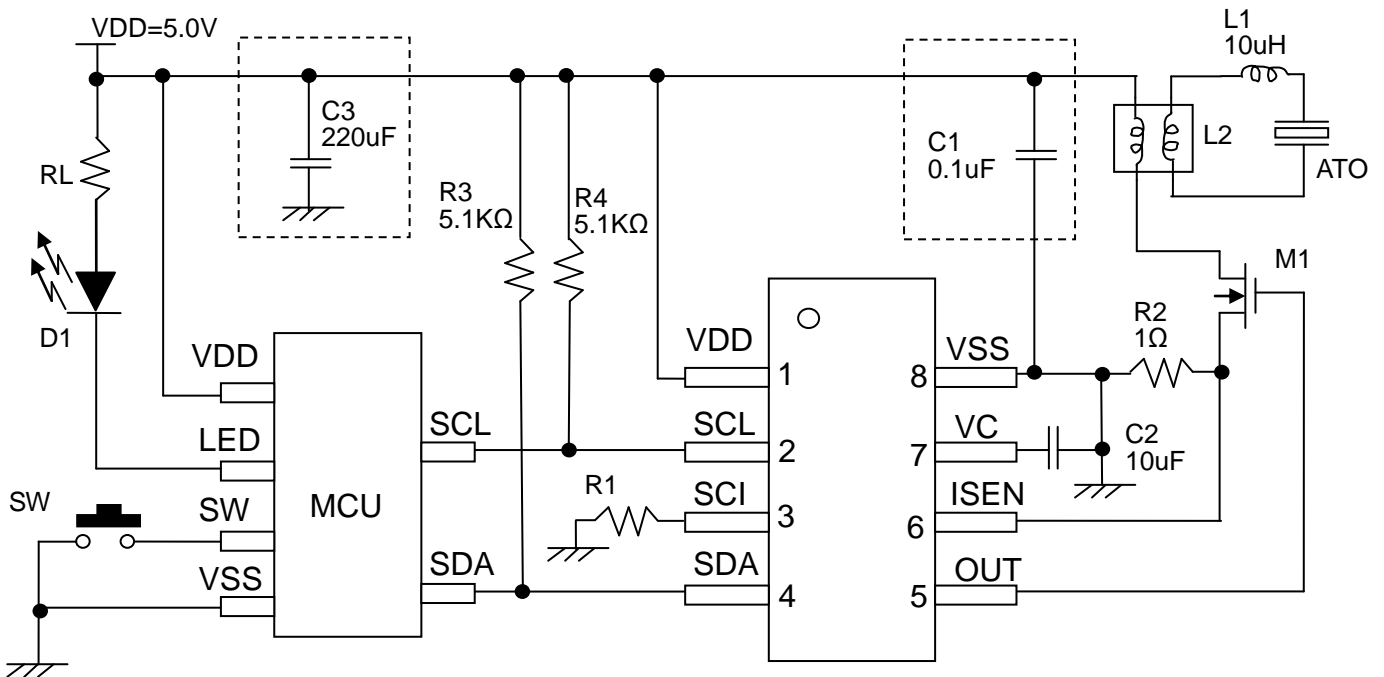 VDD=5.0V
L1
10uH
C3
220uF
C1
0.1uF
L2
ATO
RL
R3
5.1KΩ
R4
5.1KΩ
M1
D1
R2
1Ω
VDD
VDD
1
8
VSS
LED
SCL
SCL
2
7
VC
C2
10uF
SW
SW
MCU
R1
SCI
3
6
ISEN
VSS
SDA
SDA
4
5
OUT